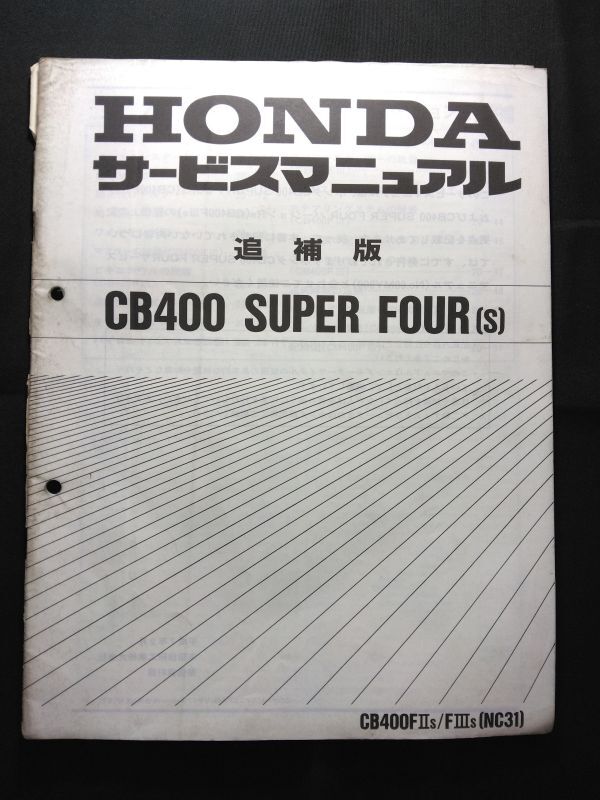 HONDA
サービスマニュアル
追補版
CB400 SUPER FOUR (S)
CB400FⅡs/FⅢs (NC31)